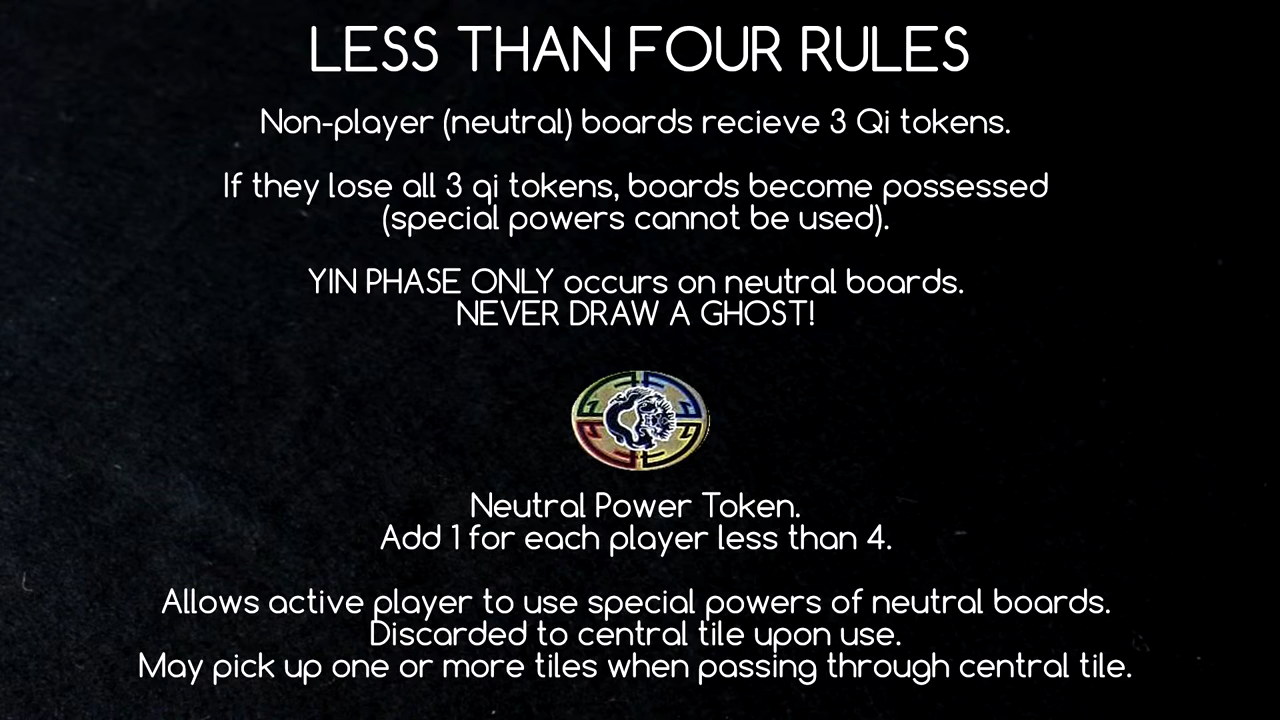 LESS THAN FOUR RULES
Non-player (neutral) boards recieve 3 Qi tokens.
If they lose all 3 qi tokens, boards become possessed
(special powers cannot be used).
YIN PHASE ONLY occurs on neutral boards.
NEVER DRAW A GHOST!
Neutral Power Token.
Add 1 for each player less than 4.
Allows active player to use special powers of neutral boards.
Discarded to central tile upon use.
May pick up one or more tiles when passing through central tile.